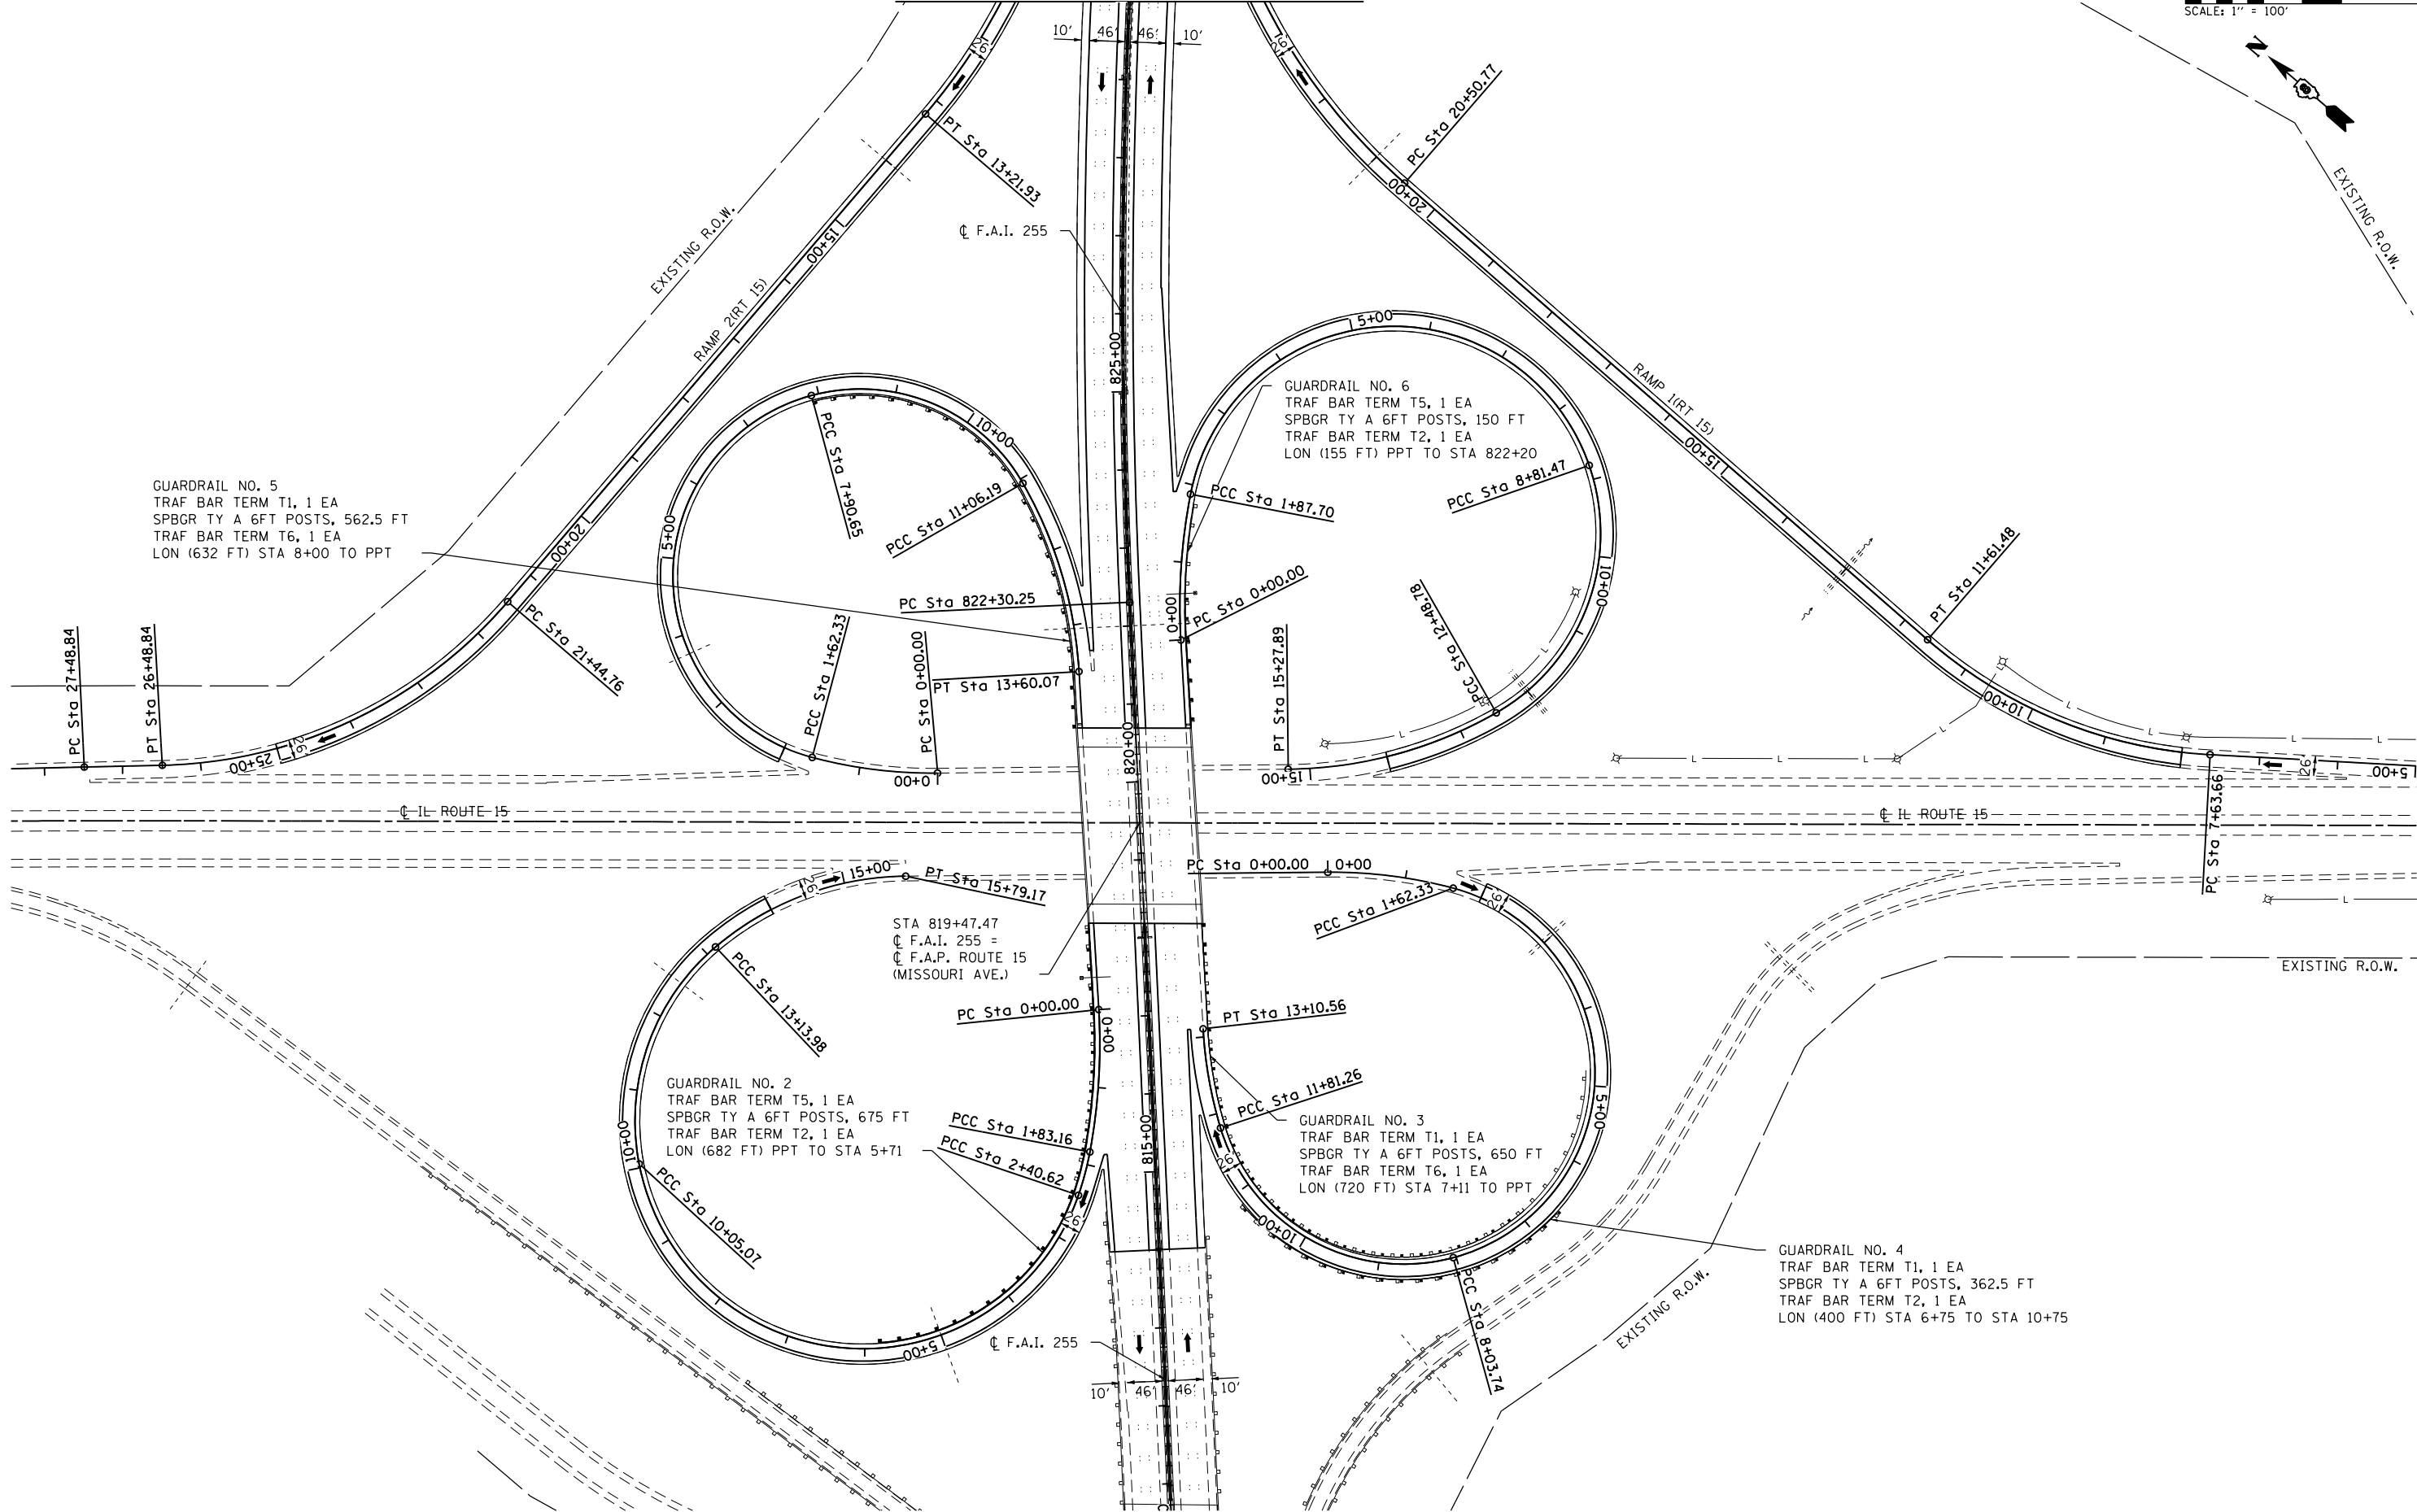 SCALE: 1" = 100'
N
10' 46' 46' 10'
26'
26'
PT Sta 13+21.93
PC Sta 20+50.77
20+00
EXISTING R.O.W.
EXISTING R.O.W.
℄ F.A.I. 255
15+00
RAMP 2(RT 15)
825+00
5+00
RAMP 1(RT 15)
GUARDRAIL NO. 6
TRAF BAR TERM T5, 1 EA
SPBGR TY A 6FT POSTS, 150 FT
TRAF BAR TERM T2, 1 EA
LON (155 FT) PPT TO STA 822+20
15+00
10+00
PCC Sta 7+90.65
PCC Sta 11+06.19
PCC Sta 1+87.70
PCC Sta 8+81.47
GUARDRAIL NO. 5
TRAF BAR TERM T1, 1 EA
SPBGR TY A 6FT POSTS, 562.5 FT
TRAF BAR TERM T6, 1 EA
LON (632 FT) STA 8+00 TO PPT
5+00
20+00
PC Sta 822+30.25
PC Sta 0+00.00
0+00
10+00
PT Sta 11+61.48
PC Sta 21+44.76
PCC Sta 1+62.33
PC Sta 0+00.00
PT Sta 13+60.07
PT Sta 15+27.89
PCC Sta 12+48.78
PC Sta 27+48.84
PT Sta 26+48.84
26'
25+00
0+00
820+00
15+00
10+00
26'
5+00
L L L L L L L L L
PC Sta 7+63.66
℄ IL ROUTE 15
℄ IL ROUTE 15
26'
15+00
PT Sta 15+79.17
PC Sta 0+00.00
0+00
PCC Sta 1+62.33
26'
L
STA 819+47.47
℄ F.A.I. 255 =
℄ F.A.P. ROUTE 15
(MISSOURI AVE.)
EXISTING R.O.W.
PCC Sta 13+13.98
PC Sta 0+00.00
0+00
PT Sta 13+10.56
GUARDRAIL NO. 2
TRAF BAR TERM T5, 1 EA
SPBGR TY A 6FT POSTS, 675 FT
TRAF BAR TERM T2, 1 EA
LON (682 FT) PPT TO STA 5+71
PCC Sta 1+83.16
PCC Sta 2+40.62
815+00
PCC Sta 11+81.26
GUARDRAIL NO. 3
TRAF BAR TERM T1, 1 EA
SPBGR TY A 6FT POSTS, 650 FT
TRAF BAR TERM T6, 1 EA
LON (720 FT) STA 7+11 TO PPT
5+00
10+00
PCC Sta 10+05.07
26'
26'
10+00
GUARDRAIL NO. 4
TRAF BAR TERM T1, 1 EA
SPBGR TY A 6FT POSTS, 362.5 FT
TRAF BAR TERM T2, 1 EA
LON (400 FT) STA 6+75 TO STA 10+75
PCC Sta 8+03.74
EXISTING R.O.W.
5+00
℄ F.A.I. 255
10' 46' 46' 10'